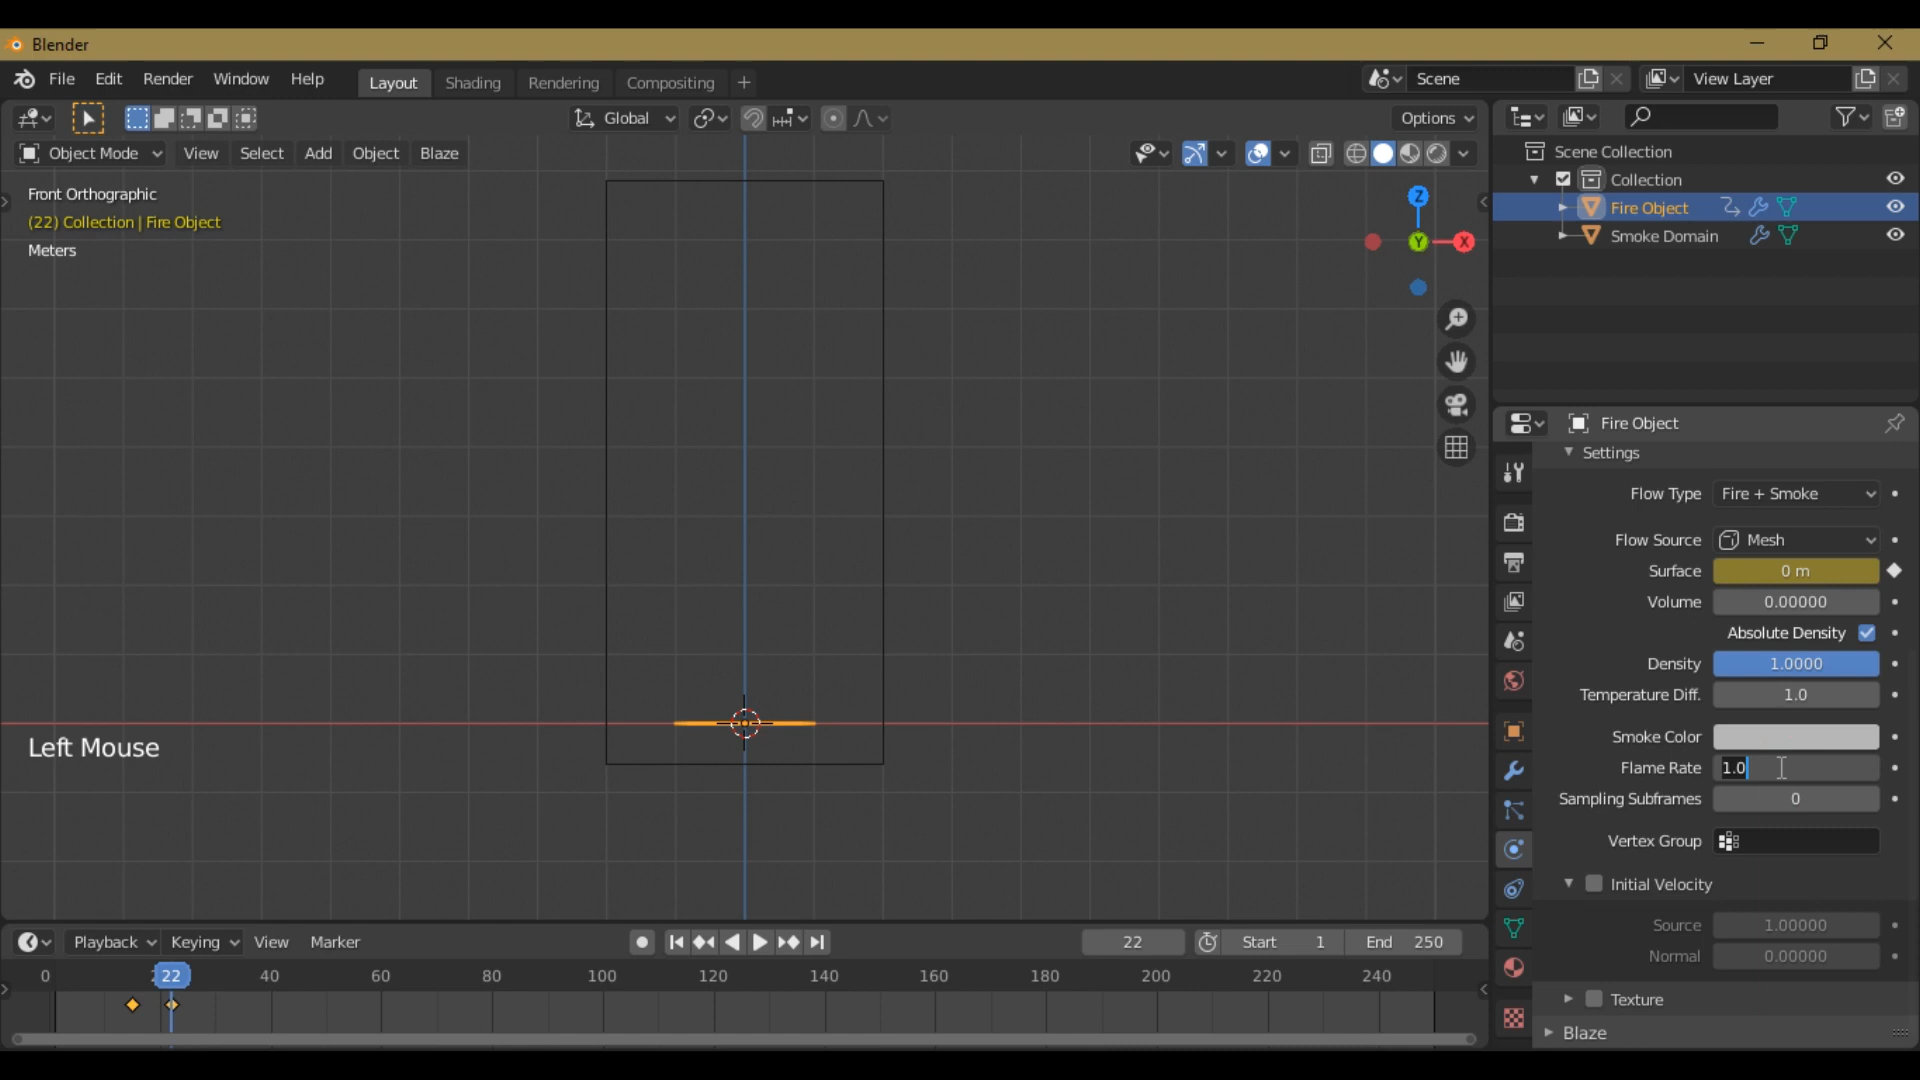 Blender
File Edit Render Window Help Layout Shading Rendering Compositing + Scene View Layer
Global Options
Object Mode View Select Add Object Blaze
Front Orthographic
(22) Collection | Fire Object
Meters
Z
Y
X
Left Mouse
Scene Collection
Collection
Fire Object
Smoke Domain
Fire Object
Settings
Flow Type Fire + Smoke
Flow Source Mesh
Surface 0 m
Volume 0.00000
Absolute Density
Density 1.0000
Temperature Diff. 1.0
Smoke Color
Flame Rate 1.0
Sampling Subframes 0
Vertex Group
Initial Velocity
Source 1.00000
Normal 0.00000
Texture
Blaze
Playback Keying View Marker 22 Start 1 End 250
0 22 40 60 80 100 120 140 160 180 200 220 240